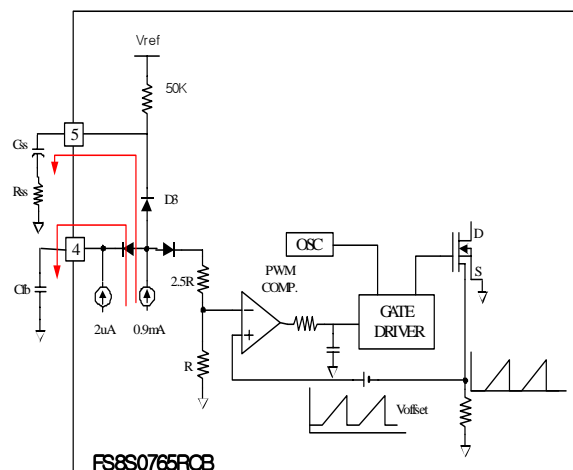 Vref
50K
5
Css
Rss
D3
4
Cfb
2uA
0.9mA
2.5R
R
OSC
PWM
COMP.
−
+
GATE
DRIVER
D
S
Voffset
FS8S0765RCB